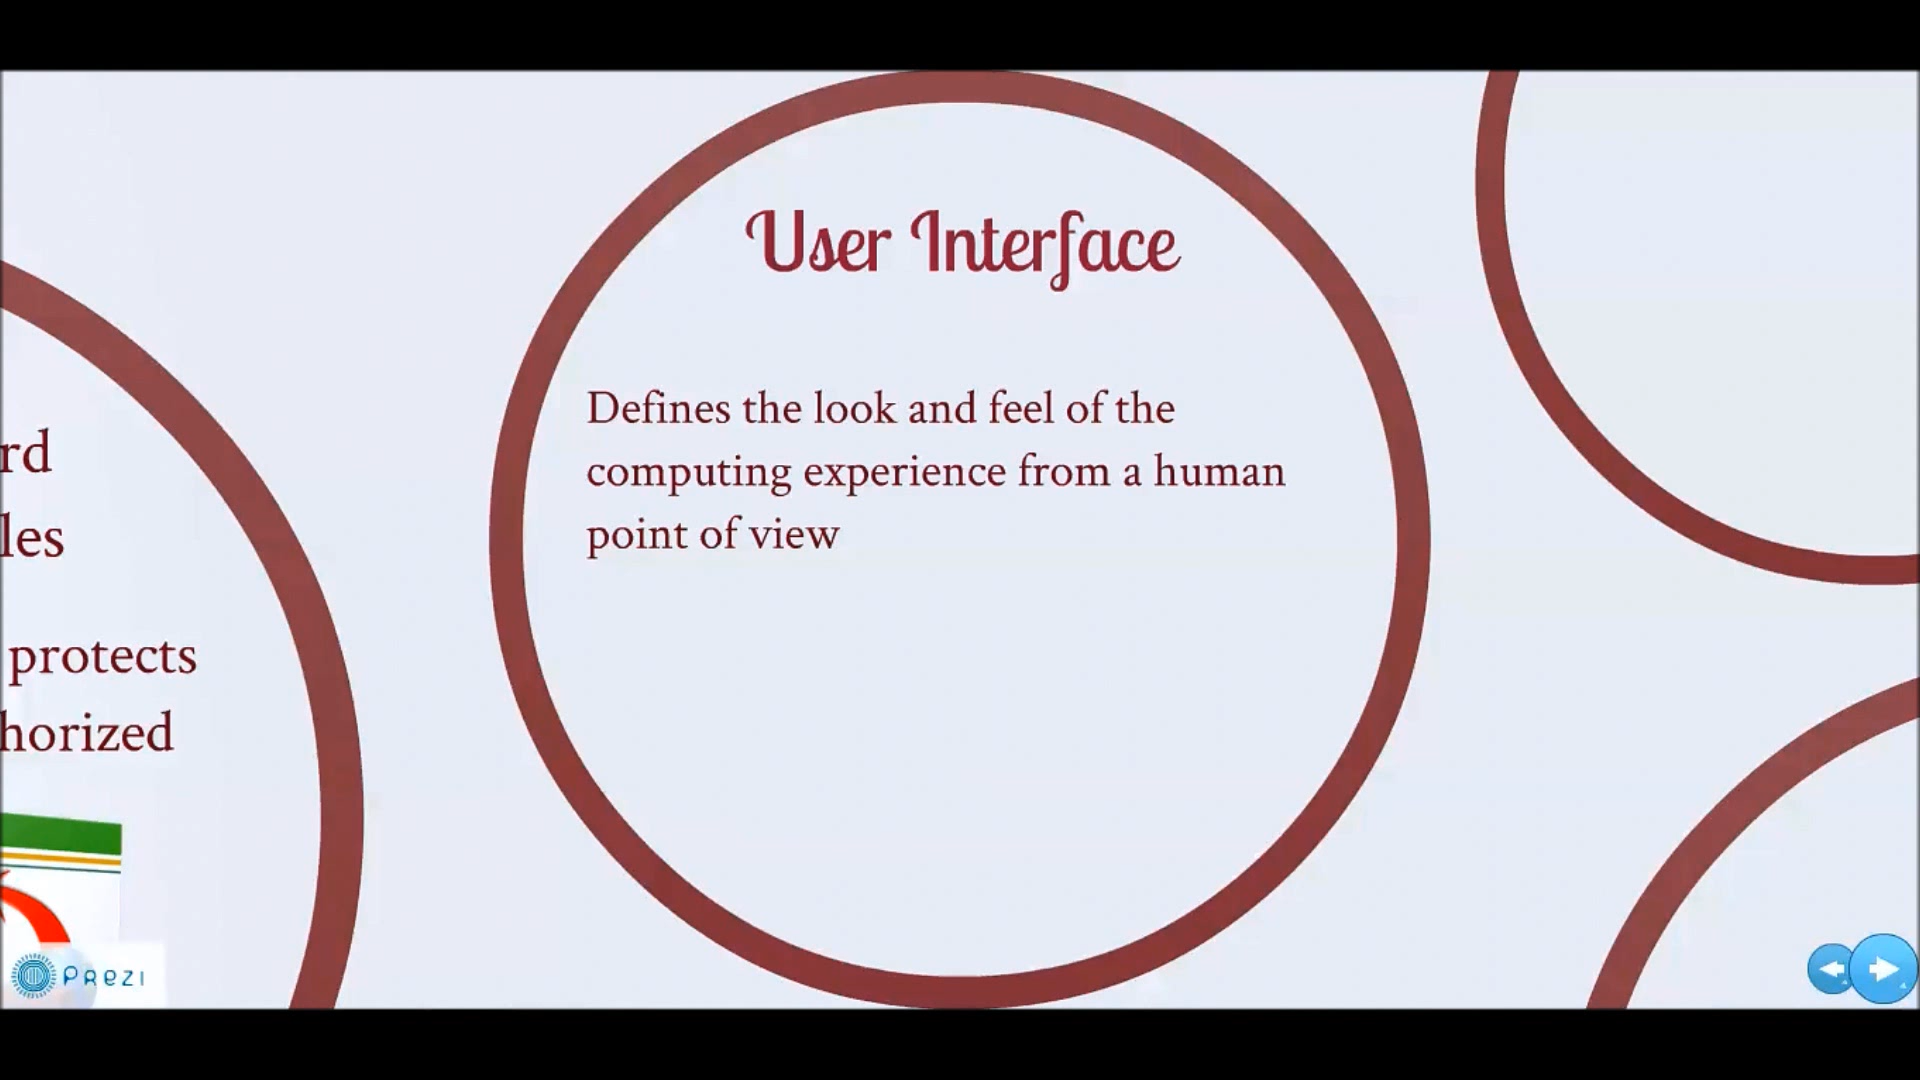 User Interface
Defines the look and feel of the
computing experience from a human
point of view
rd
les
protects
horized
Prezi